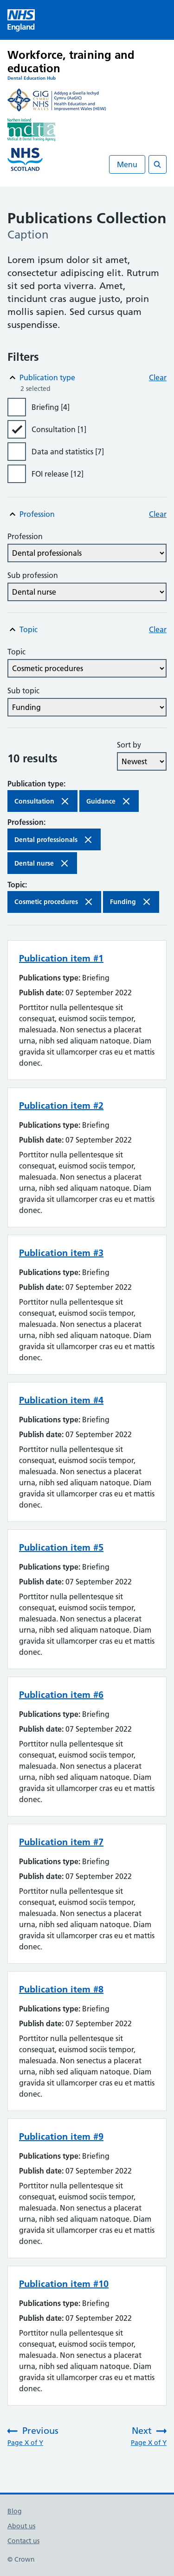 NHS
England
Workforce, training and
education
Dental Education Hub
GIG
CYMRU
NHS
WALES
Addysg a Gwella Iechyd
Cymru (AaGIC)
Health Education and
Improvement Wales (HEIW)
Northern Ireland
mdta
Medical & Dental Training Agency
NHS
SCOTLAND
Menu
Publications Collection
Caption
Lorem ipsum dolor sit amet,
consectetur adipiscing elit. Rutrum
sit sed porta viverra. Amet,
tincidunt cras augue justo, proin
mollis sapien. Sed cursus quam
suspendisse.
Filters
Publication type
Clear
2 selected
Briefing [4]
Consultation [1]
Data and statistics [7]
FOI release [12]
Profession
Clear
Profession
Dental professionals
Sub profession
Dental nurse
Topic
Clear
Topic
Cosmetic procedures
Sub topic
Funding
10 results
Sort by
Newest
Publication type:
Consultation
Guidance
Profession:
Dental professionals
Dental nurse
Topic:
Cosmetic procedures
Funding
Publication item #1
Publications type: Briefing
Publish date: 07 September 2022
Porttitor nulla pellentesque sit
consequat, euismod sociis tempor,
malesuada. Non senectus a placerat
urna, nibh sed aliquam natoque. Diam
gravida sit ullamcorper cras eu et mattis
donec.
Publication item #2
Publications type: Briefing
Publish date: 07 September 2022
Porttitor nulla pellentesque sit
consequat, euismod sociis tempor,
malesuada. Non senectus a placerat
urna, nibh sed aliquam natoque. Diam
gravida sit ullamcorper cras eu et mattis
donec.
Publication item #3
Publications type: Briefing
Publish date: 07 September 2022
Porttitor nulla pellentesque sit
consequat, euismod sociis tempor,
malesuada. Non senectus a placerat
urna, nibh sed aliquam natoque. Diam
gravida sit ullamcorper cras eu et mattis
donec.
Publication item #4
Publications type: Briefing
Publish date: 07 September 2022
Porttitor nulla pellentesque sit
consequat, euismod sociis tempor,
malesuada. Non senectus a placerat
urna, nibh sed aliquam natoque. Diam
gravida sit ullamcorper cras eu et mattis
donec.
Publication item #5
Publications type: Briefing
Publish date: 07 September 2022
Porttitor nulla pellentesque sit
consequat, euismod sociis tempor,
malesuada. Non senectus a placerat
urna, nibh sed aliquam natoque. Diam
gravida sit ullamcorper cras eu et mattis
donec.
Publication item #6
Publications type: Briefing
Publish date: 07 September 2022
Porttitor nulla pellentesque sit
consequat, euismod sociis tempor,
malesuada. Non senectus a placerat
urna, nibh sed aliquam natoque. Diam
gravida sit ullamcorper cras eu et mattis
donec.
Publication item #7
Publications type: Briefing
Publish date: 07 September 2022
Porttitor nulla pellentesque sit
consequat, euismod sociis tempor,
malesuada. Non senectus a placerat
urna, nibh sed aliquam natoque. Diam
gravida sit ullamcorper cras eu et mattis
donec.
Publication item #8
Publications type: Briefing
Publish date: 07 September 2022
Porttitor nulla pellentesque sit
consequat, euismod sociis tempor,
malesuada. Non senectus a placerat
urna, nibh sed aliquam natoque. Diam
gravida sit ullamcorper cras eu et mattis
donec.
Publication item #9
Publications type: Briefing
Publish date: 07 September 2022
Porttitor nulla pellentesque sit
consequat, euismod sociis tempor,
malesuada. Non senectus a placerat
urna, nibh sed aliquam natoque. Diam
gravida sit ullamcorper cras eu et mattis
donec.
Publication item #10
Publications type: Briefing
Publish date: 07 September 2022
Porttitor nulla pellentesque sit
consequat, euismod sociis tempor,
malesuada. Non senectus a placerat
urna, nibh sed aliquam natoque. Diam
gravida sit ullamcorper cras eu et mattis
donec.
Previous
Page X of Y
Next
Page X of Y
Blog
About us
Contact us
© Crown